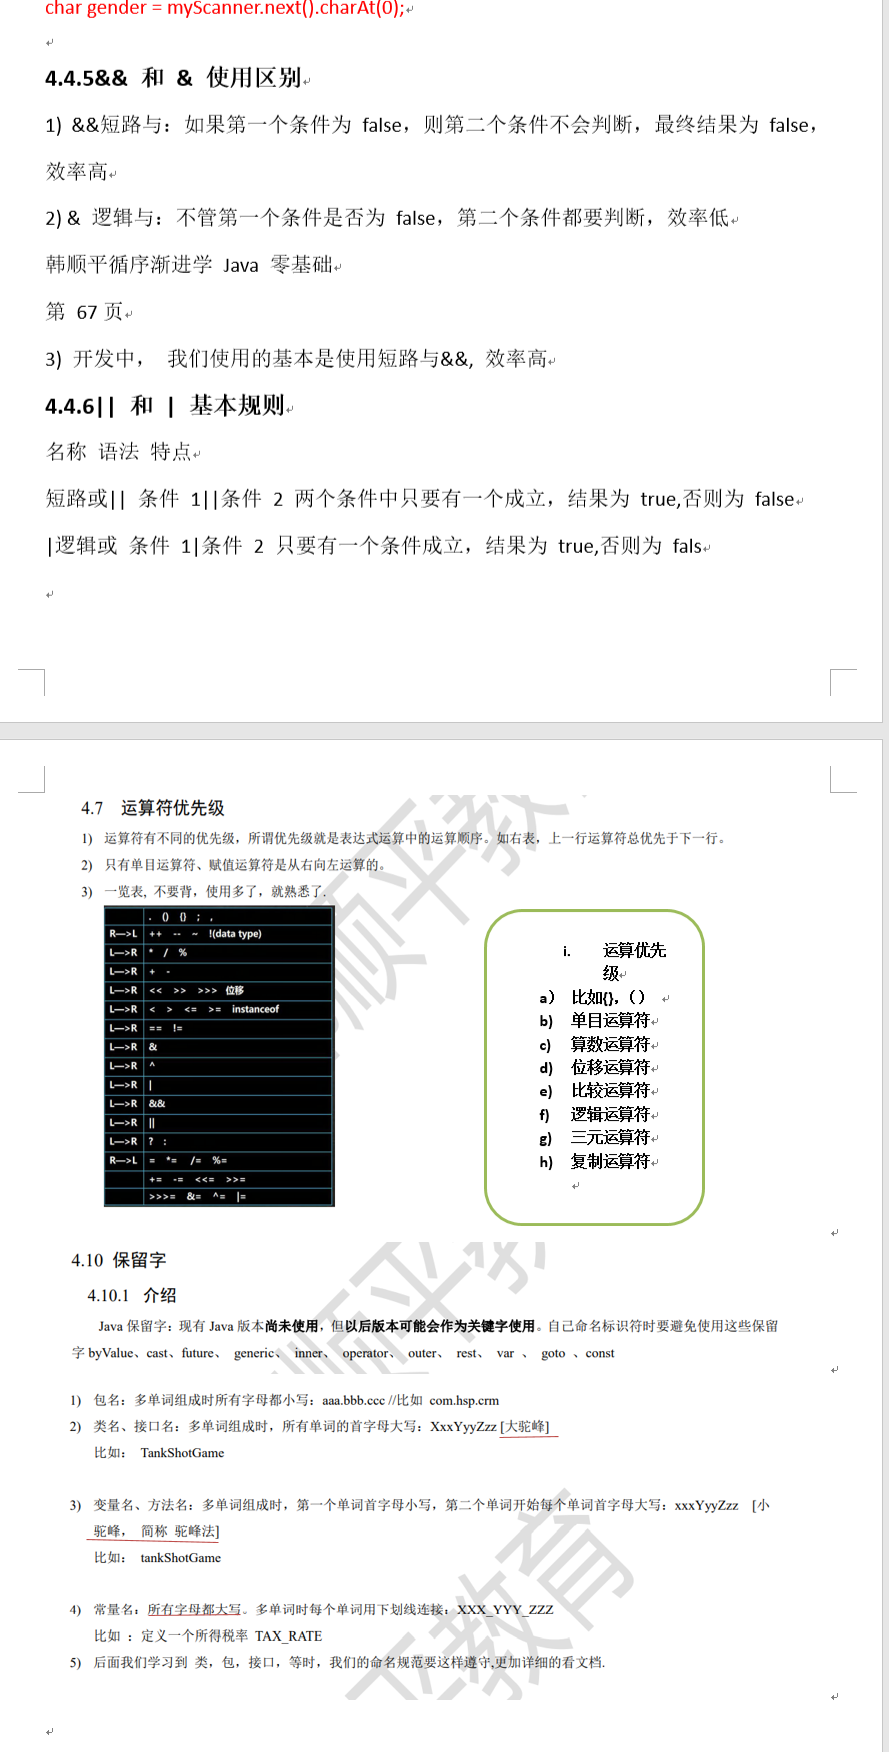 char gender = myScanner.next().charAt(0);
4.4.5&& 和 & 使用区别
1) &&短路与：如果第一个条件为 false，则第二个条件不会判断，最终结果为 false，
效率高
2) & 逻辑与：不管第一个条件是否为 false，第二个条件都要判断，效率低
韩顺平循序渐进学 Java 零基础
第 67 页
3) 开发中， 我们使用的基本是使用短路与&&, 效率高
4.4.6|| 和 | 基本规则
名称 语法 特点
短路或|| 条件 1||条件 2 两个条件中只要有一个成立，结果为 true,否则为 false
|逻辑或 条件 1|条件 2 只要有一个条件成立，结果为 true,否则为 fals
4.7 运算符优先级
1) 运算符有不同的优先级，所谓优先级就是表达式运算中的运算顺序。如右表，上一行运算符总优先于下一行。
2) 只有单目运算符、赋值运算符是从右向左运算的。
3) 一览表, 不要背，使用多了，就熟悉了.
. () {} ; ,
R—>L ++ -- ~ !(data type)
L—>R * / %
L—>R + -
L—>R << >> >>> 位移
L—>R < > <= >= instanceof
L—>R == !=
L—>R &
L—>R ^
L—>R |
L—>R &&
L—>R ||
L—>R ? :
R—>L = *= /= %=
+= -= <<= >>=
>>>= &= ^= |=
i. 运算优先
级
a) 比如{}，()
b) 单目运算符
c) 算数运算符
d) 位移运算符
e) 比较运算符
f) 逻辑运算符
g) 三元运算符
h) 复制运算符
4.10 保留字
4.10.1 介绍
Java 保留字：现有 Java 版本尚未使用，但以后版本可能会作为关键字使用。自己命名标识符时要避免使用这些保留
字 byValue、cast、future、 generic、 inner、 operator、 outer、 rest、 var 、 goto 、const
1) 包名：多单词组成时所有字母都小写：aaa.bbb.ccc //比如 com.hsp.crm
2) 类名、接口名：多单词组成时，所有单词的首字母大写：XxxYyyZzz [大驼峰]
比如： TankShotGame
3) 变量名、方法名：多单词组成时，第一个单词首字母小写，第二个单词开始每个单词首字母大写：xxxYyyZzz [小
驼峰， 简称 驼峰法]
比如： tankShotGame
4) 常量名：所有字母都大写。多单词时每个单词用下划线连接：XXX_YYY_ZZZ
比如 ：定义一个所得税率 TAX_RATE
5) 后面我们学习到 类，包，接口，等时，我们的命名规范要这样遵守,更加详细的看文档.